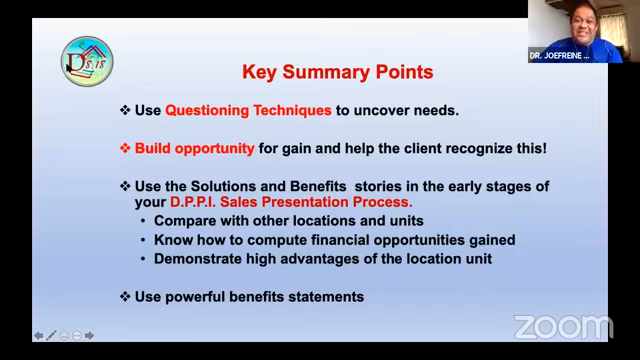 DR. JOEFREINE ...
D 8:18
Key Summary Points
❖ Use Questioning Techniques to uncover needs.
❖ Build opportunity for gain and help the client recognize this!
❖ Use the Solutions and Benefits stories in the early stages of
your D.P.P.I. Sales Presentation Process.
• Compare with other locations and units
• Know how to compute financial opportunities gained
• Demonstrate high advantages of the location unit
❖ Use powerful benefits statements
zoom